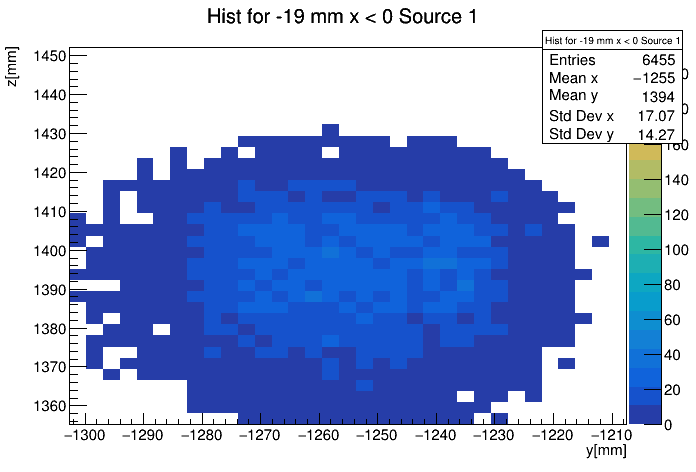 Hist for -19 mm x < 0 Source 1
z[mm]
1450
1440
1430
1420
1410
1400
1390
1380
1370
1360
−1300 −1290 −1280 −1270 −1260 −1250 −1240 −1230 −1220 −1210
y[mm]
Hist for -19 mm x < 0 Source 1
Entries 6455
Mean x −1255
Mean y 1394
Std Dev x 17.07
Std Dev y 14.27
160
140
120
100
80
60
40
20
0